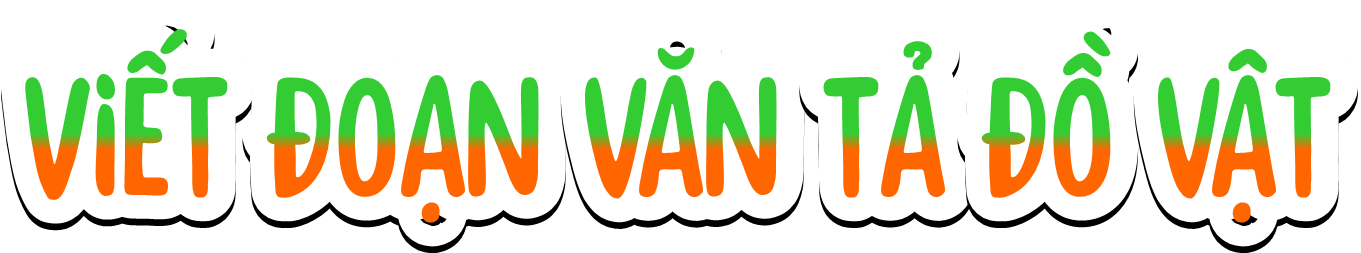 VIẾT ĐOẠN VĂN TẢ ĐỒ VẬT